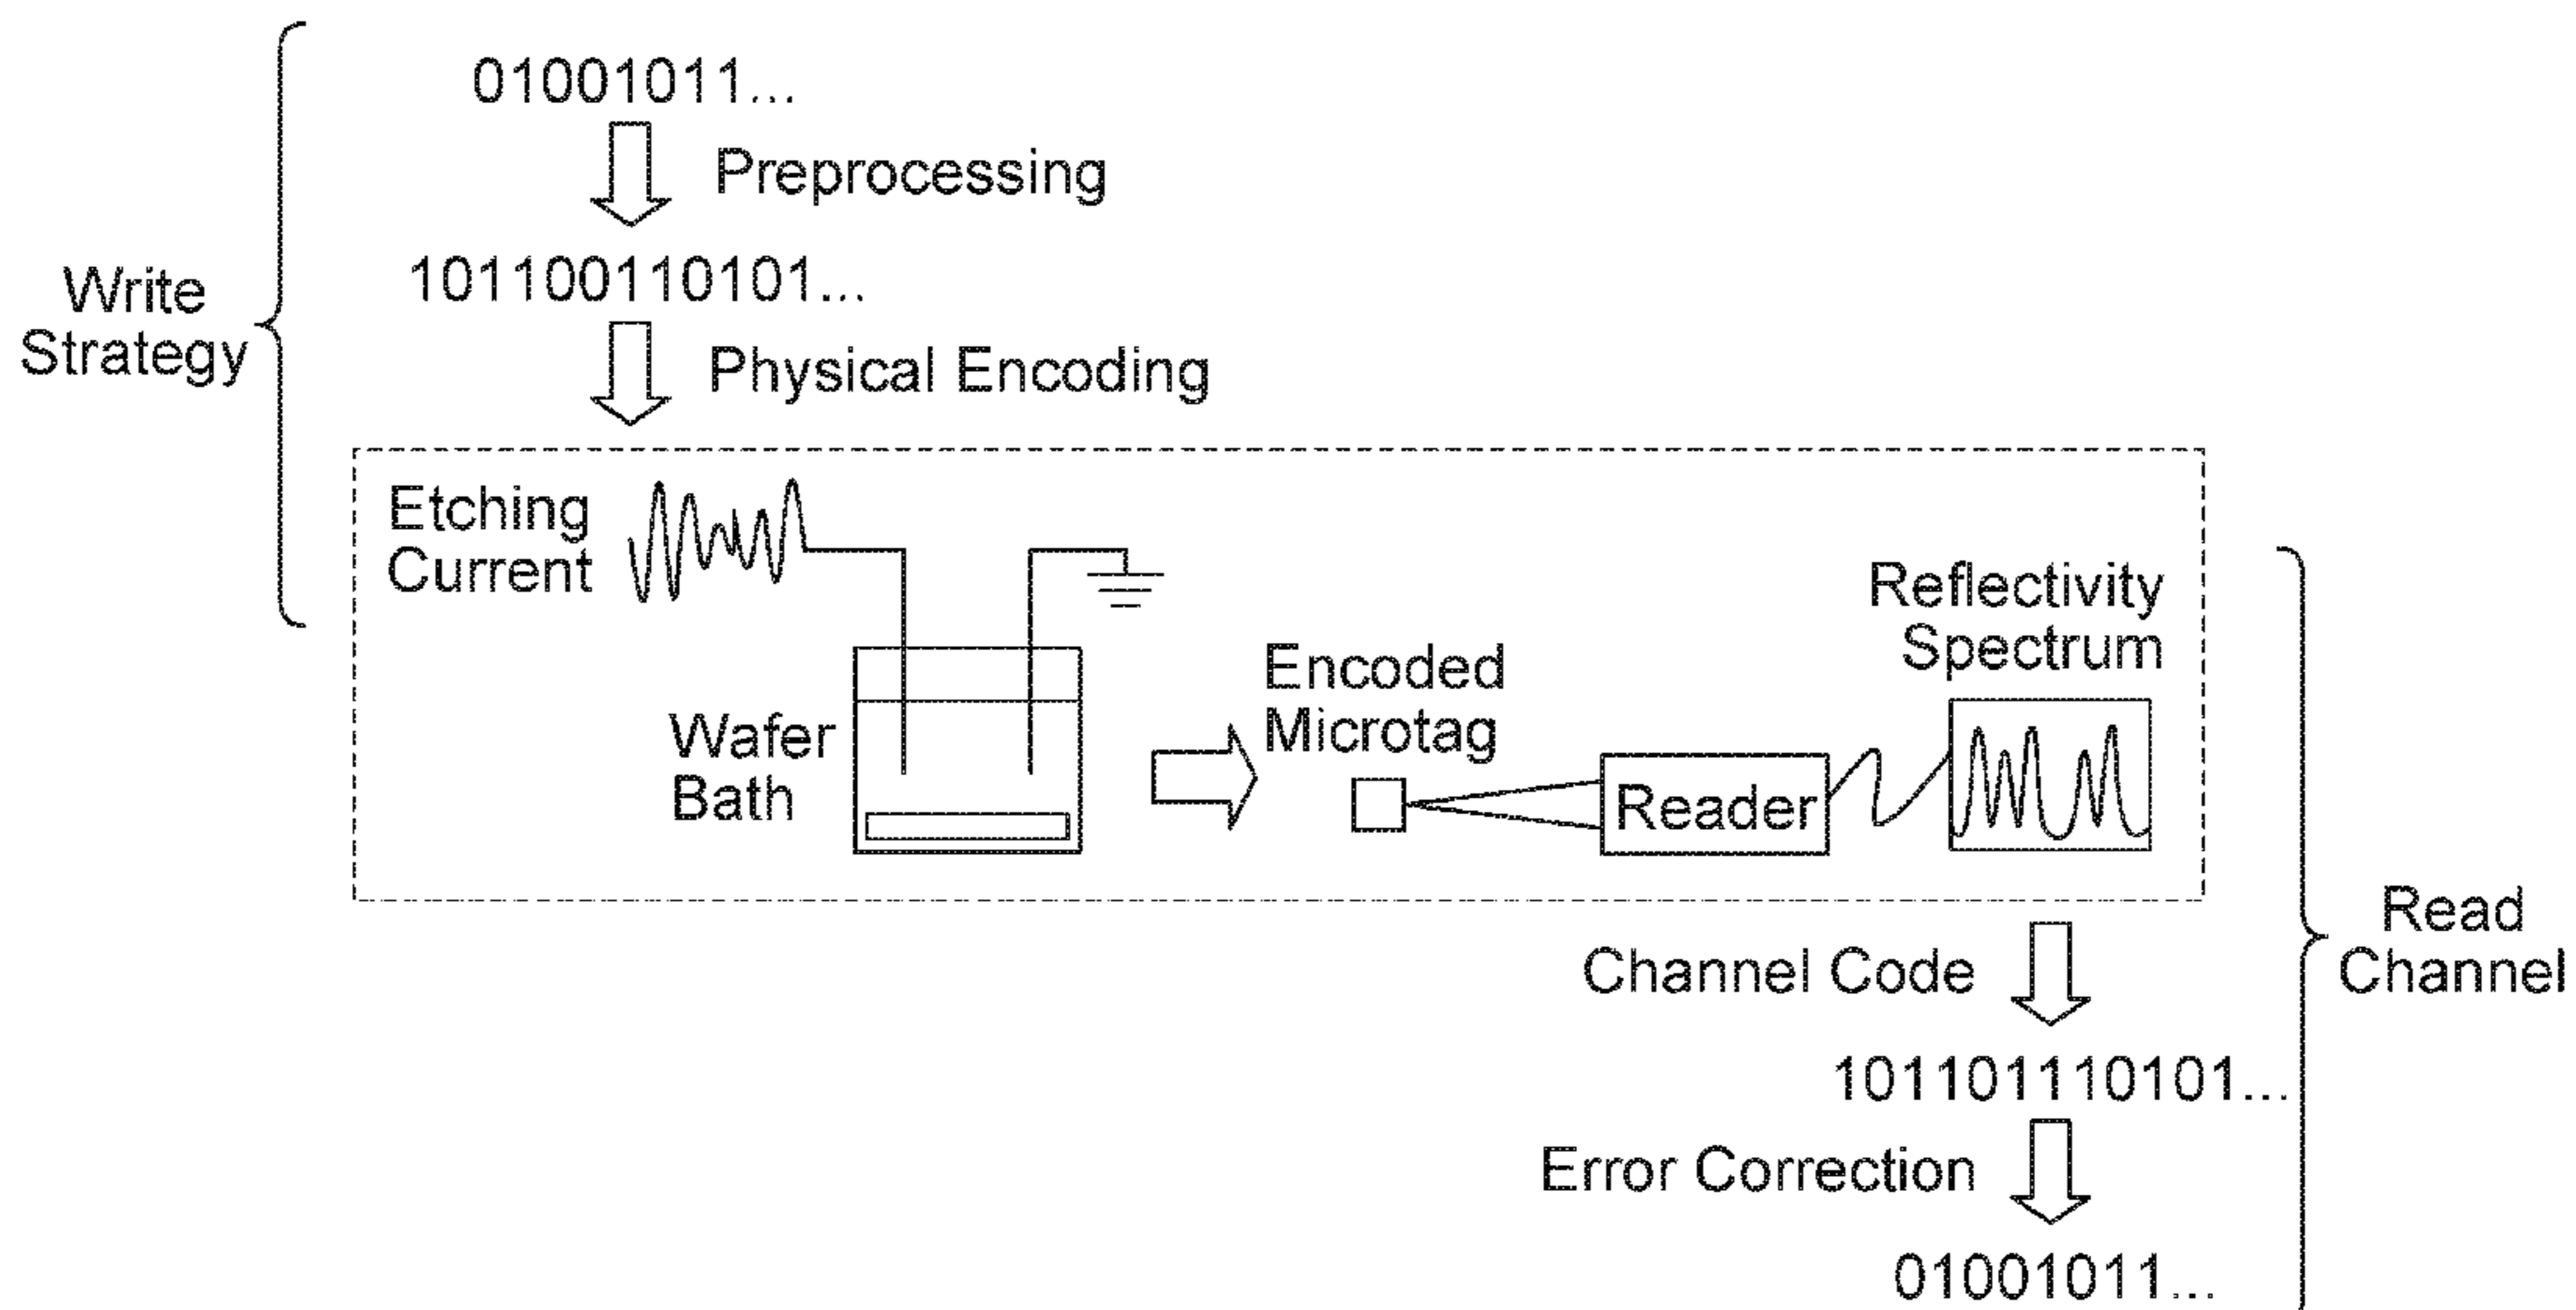 01001011...
Preprocessing
101100110101...
Write
Strategy
Physical Encoding
Etching
Current
Wafer
Bath
Encoded
Microtag
Reader
Reflectivity
Spectrum
Read
Channel
Channel Code
101101110101...
Error Correction
01001011...